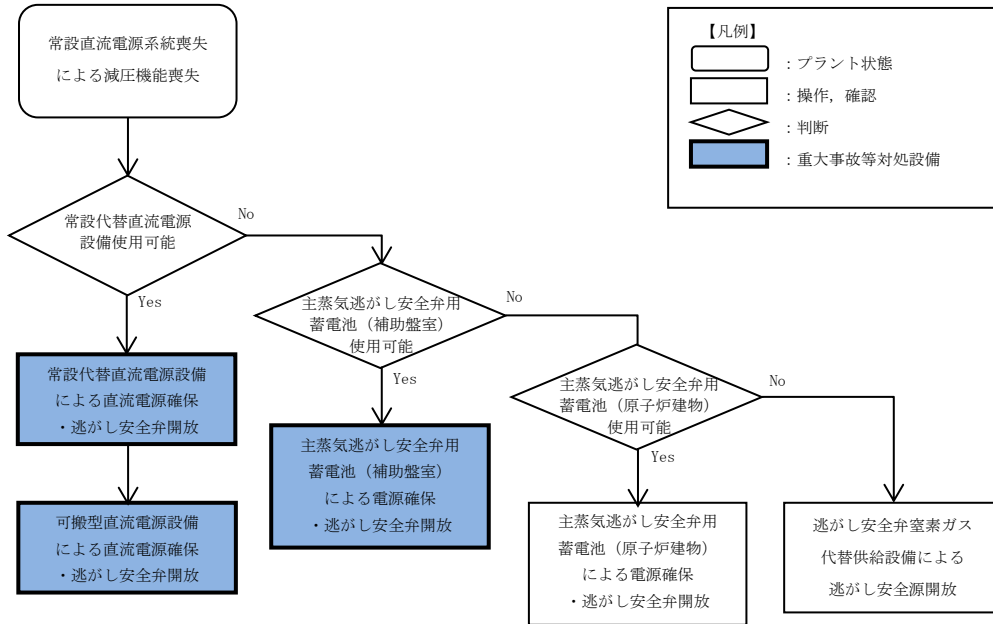 常設直流電源系統喪失
による減圧機能喪失
【凡例】
：プラント状態
：操作，確認
：判断
：重大事故等対処設備
常設代替直流電源
設備使用可能
No
Yes
主蒸気逃がし安全弁用
蓄電池（補助盤室）
使用可能
No
Yes
主蒸気逃がし安全弁用
蓄電池（原子炉建物）
使用可能
No
Yes
常設代替直流電源設備
による直流電源確保
・逃がし安全弁開放
可搬型直流電源設備
による直流電源確保
・逃がし安全弁開放
主蒸気逃がし安全弁用
蓄電池（補助盤室）
による電源確保
・逃がし安全弁開放
主蒸気逃がし安全弁用
蓄電池（原子炉建物）
による電源確保
・逃がし安全弁開放
逃がし安全弁窒素ガス
代替供給設備による
逃がし安全源開放